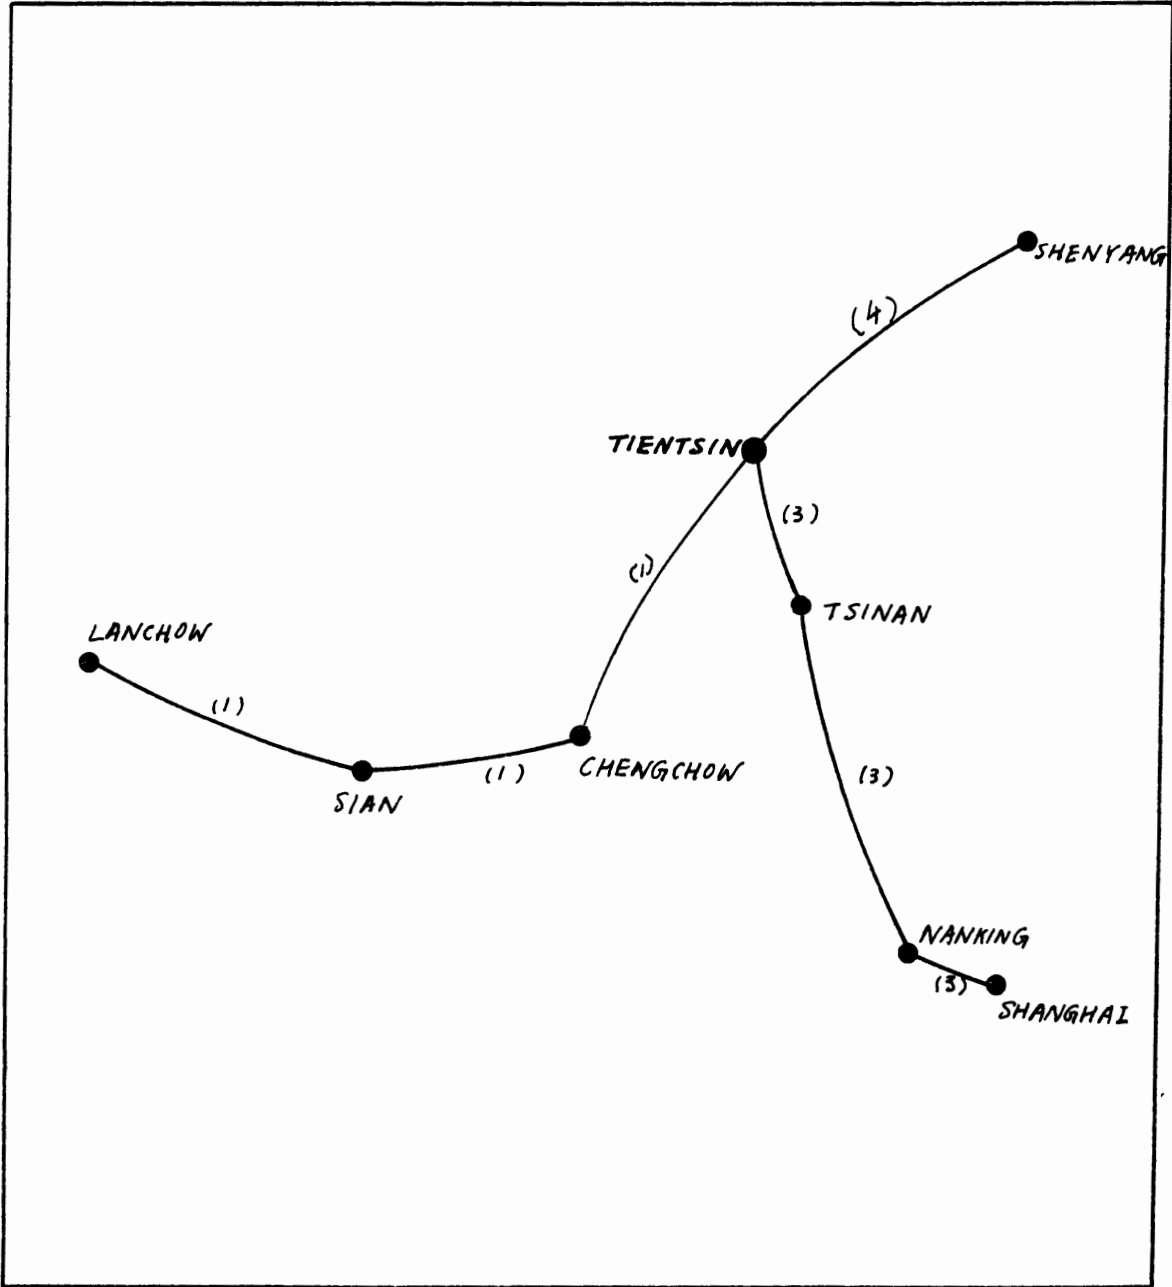 SHENYANG
(4)
TIENTSIN
(3)
(1)
TSINAN
LANCHOW
(1)
(1)
CHENGCHOW
SIAN
(3)
NANKING
(3)
SHANGHAI